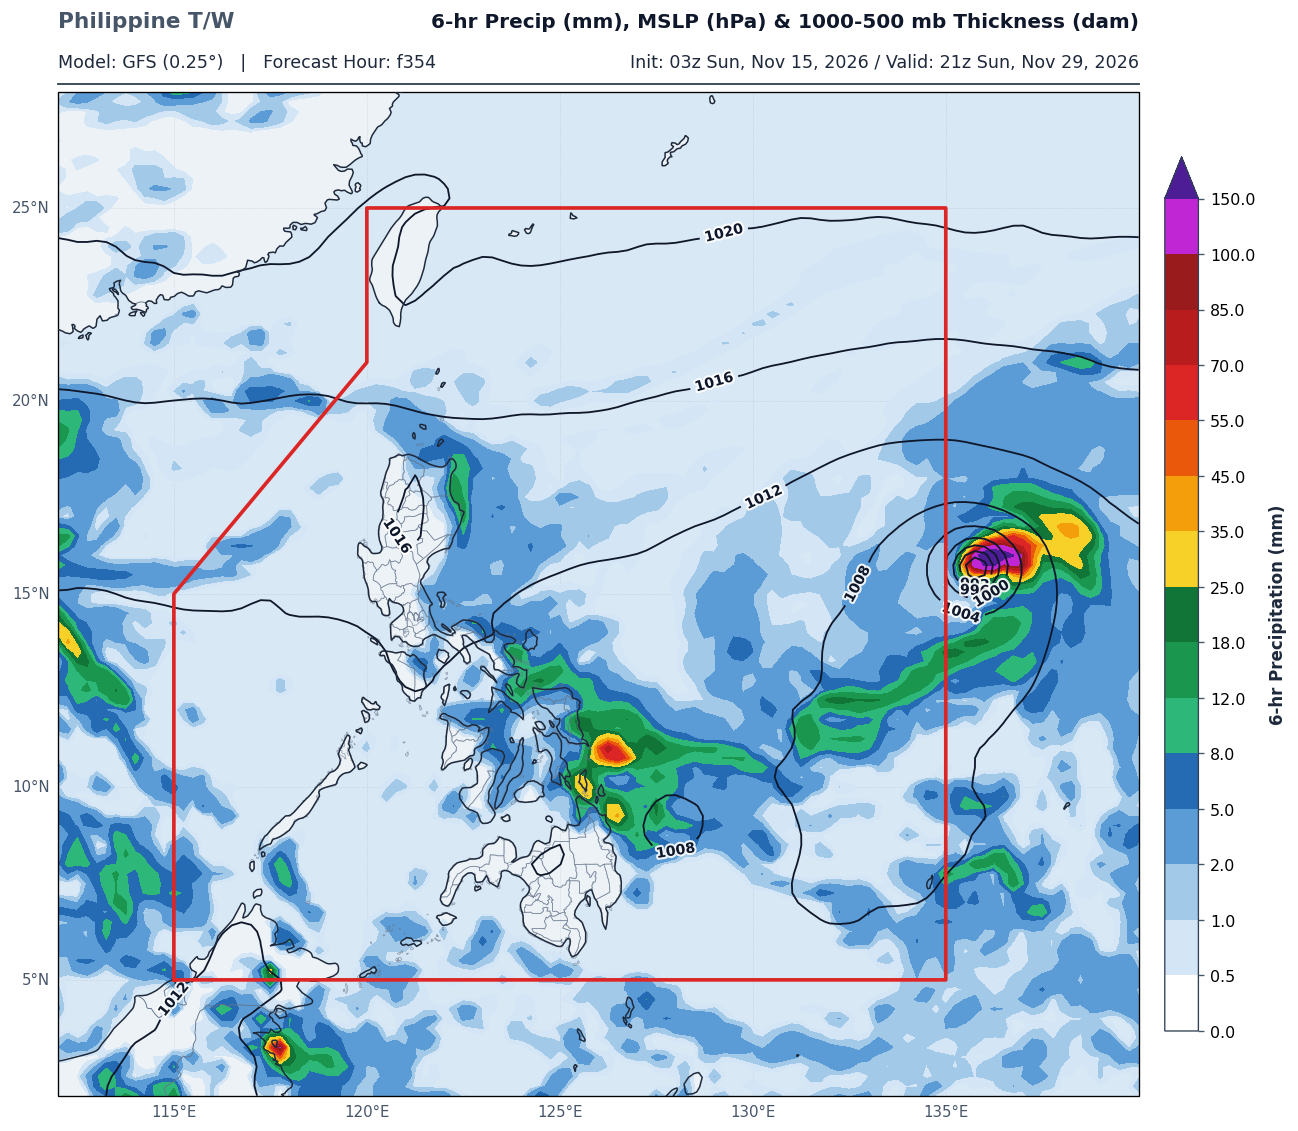 Philippine T/W
6-hr Precip (mm), MSLP (hPa) & 1000-500 mb Thickness (dam)
Model: GFS (0.25°) | Forecast Hour: f354
Init: 03z Sun, Nov 15, 2026 / Valid: 21z Sun, Nov 29, 2026
25°N
20°N
15°N
10°N
5°N
115°E
120°E
125°E
130°E
135°E
1020
1016
1012
1016
1008
1000
1004
1008
1012
150.0
100.0
85.0
70.0
55.0
45.0
35.0
25.0
18.0
12.0
8.0
5.0
2.0
1.0
0.5
0.0
6-hr Precipitation (mm)